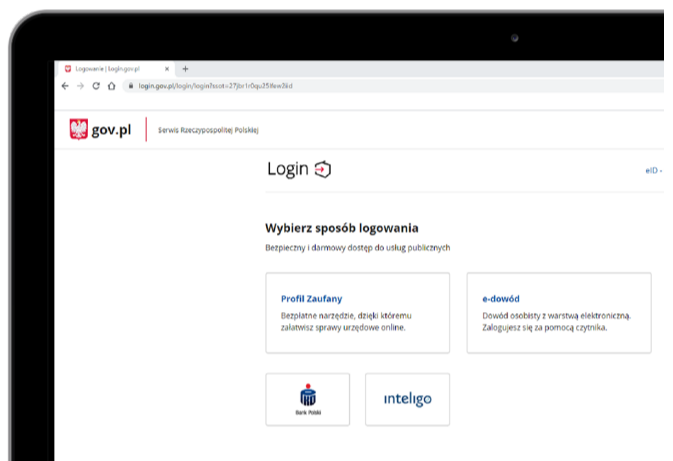 Logowanie | Login.gov.pl
login.gov.pl/login/login?ssot=27jbr1r0qu25tfew26d
gov.pl
Serwis Rzeczypospolitej Polskiej
Login
eID -
Wybierz sposób logowania
Bezpieczny i darmowy dostęp do usług publicznych
Profil Zaufany
Bezpłatne narzędzie, dzięki któremu
załatwisz sprawy urzędowe online.
e-dowód
Dowód osobisty z warstwą elektroniczną.
Zalogujesz się za pomocą czytnika.
Bank Polski
inteligo